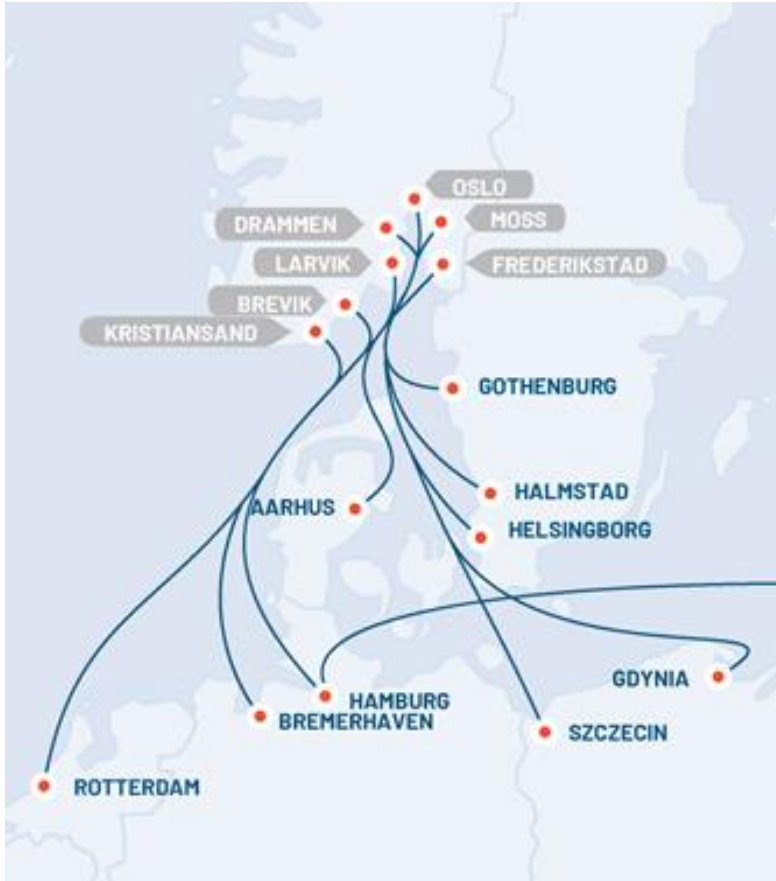 OSLO
DRAMMEN
MOSS
LARVIK
FREDERIKSTAD
BREVIK
KRISTIANSAND
GOTHENBURG
HALMSTAD
AARHUS
HELSINGBORG
GDYNIA
HAMBURG
BREMERHAVEN
SZCZECIN
ROTTERDAM